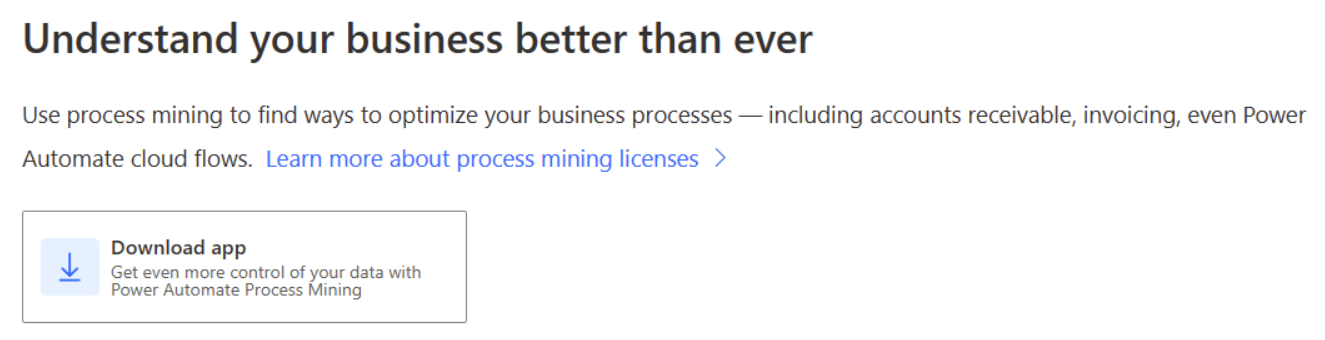 Understand your business better than ever
Use process mining to find ways to optimize your business processes — including accounts receivable, invoicing, even Power
Automate cloud flows. Learn more about process mining licenses
Download app
Get even more control of your data with
Power Automate Process Mining